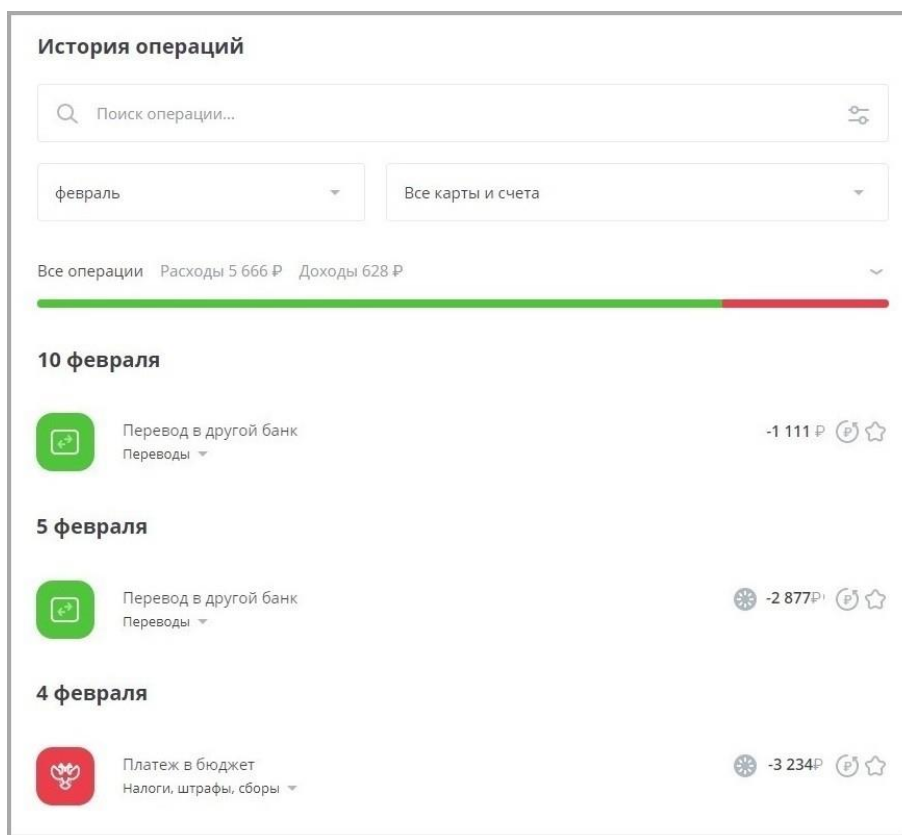 История операций
Поиск операции...
февраль
Все карты и счета
Все операции Расходы 5 666 ₽ Доходы 628 ₽
10 февраля
Перевод в другой банк
-1 111 ₽
Переводы
5 февраля
Перевод в другой банк
-2 877₽
Переводы
4 февраля
Платеж в бюджет
-3 234₽
Налоги, штрафы, сборы